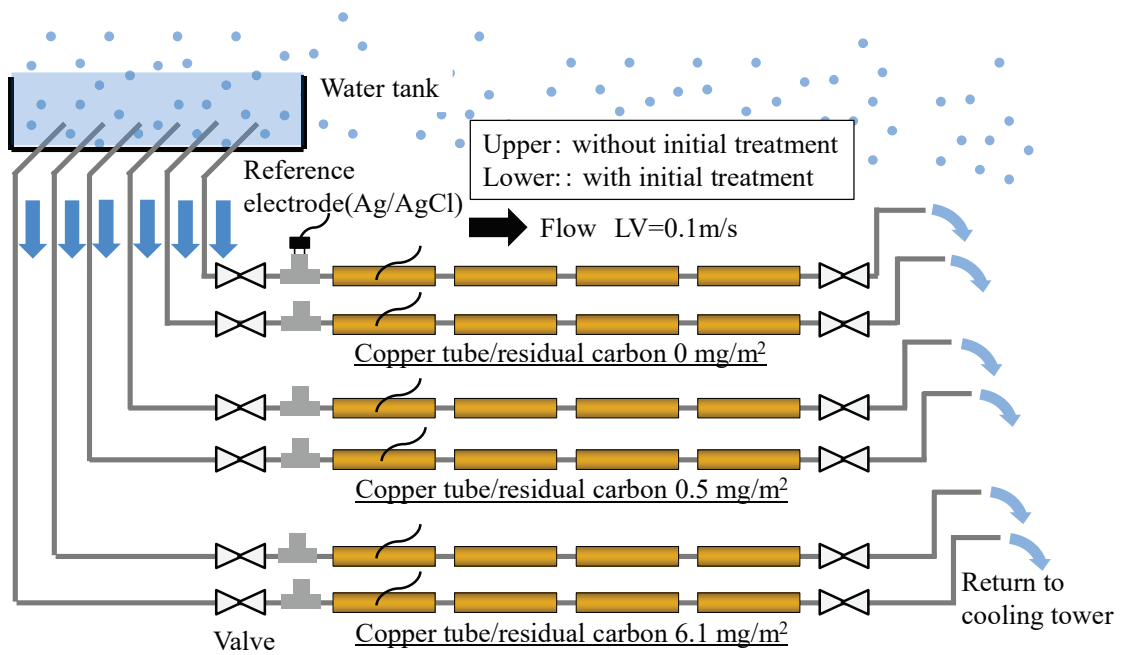 Water tank
Upper: without initial treatment
Lower:: with initial treatment
Reference
electrode(Ag/AgCl)
Flow LV=0.1m/s
Copper tube/residual carbon 0 mg/m²
Copper tube/residual carbon 0.5 mg/m²
Return to
cooling tower
Valve
Copper tube/residual carbon 6.1 mg/m²